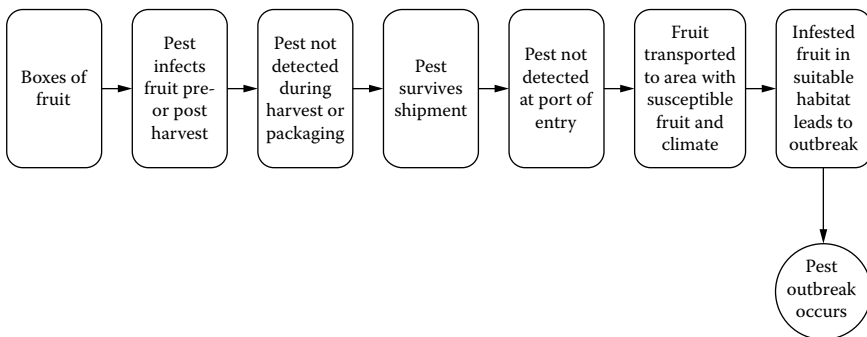 Boxes of
fruit
Pest
infects
fruit pre-
or post
harvest
Pest not
detected
during
harvest or
packaging
Pest
survives
shipment
Pest not
detected
at port of
entry
Fruit
transported
to area with
susceptible
fruit and
climate
Infested
fruit in
suitable
habitat
leads to
outbreak
Pest
outbreak
occurs